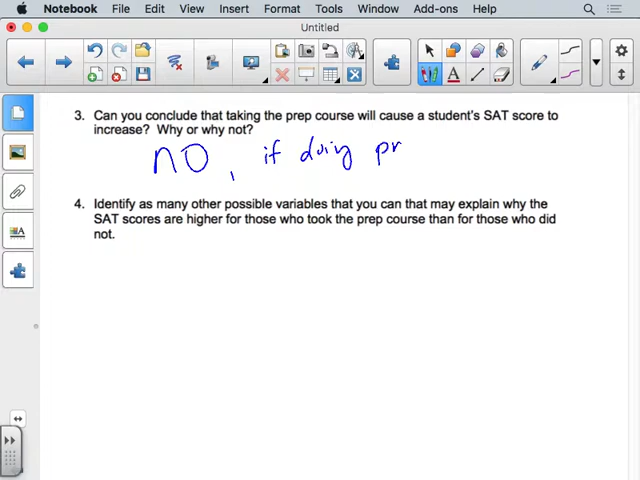 Notebook File Edit View Insert Format Tools Add-ons Help
Untitled
3. Can you conclude that taking the prep course will cause a student's SAT score to
increase? Why or why not?
no, if doing pr
4. Identify as many other possible variables that you can that may explain why the
SAT scores are higher for those who took the prep course than for those who did
not.